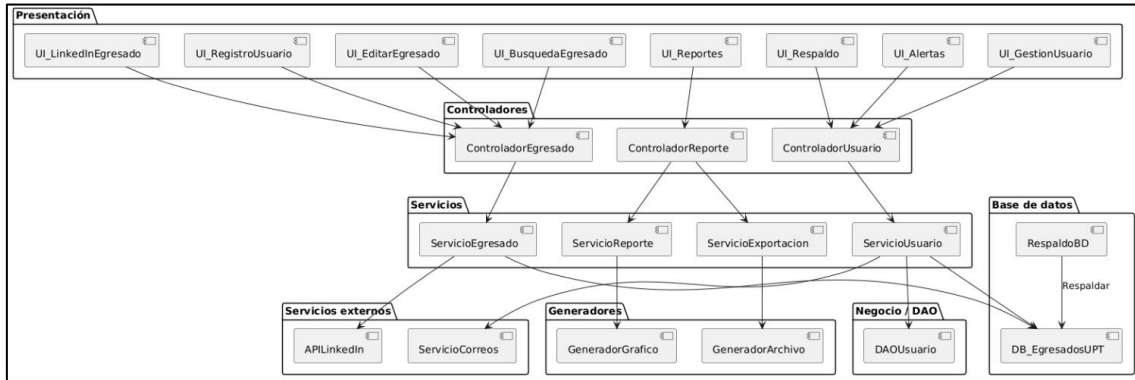 Presentación
UI_LinkedInEgresado
UI_RegistroUsuario
UI_EditarEgresado
UI_BusquedaEgresado
UI_Reportes
UI_Respaldo
UI_Alertas
UI_GestionUsuario
Controladores
ControladorEgresado
ControladorReporte
ControladorUsuario
Servicios
ServicioEgresado
ServicioReporte
ServicioExportacion
ServicioUsuario
Base de datos
RespaldoBD
Respaldar
Servicios externos
APILinkedIn
ServicioCorreos
Generadores
GeneradorGrafico
GeneradorArchivo
Negocio / DAO
DAOUsuario
DB_EgresadosUPT